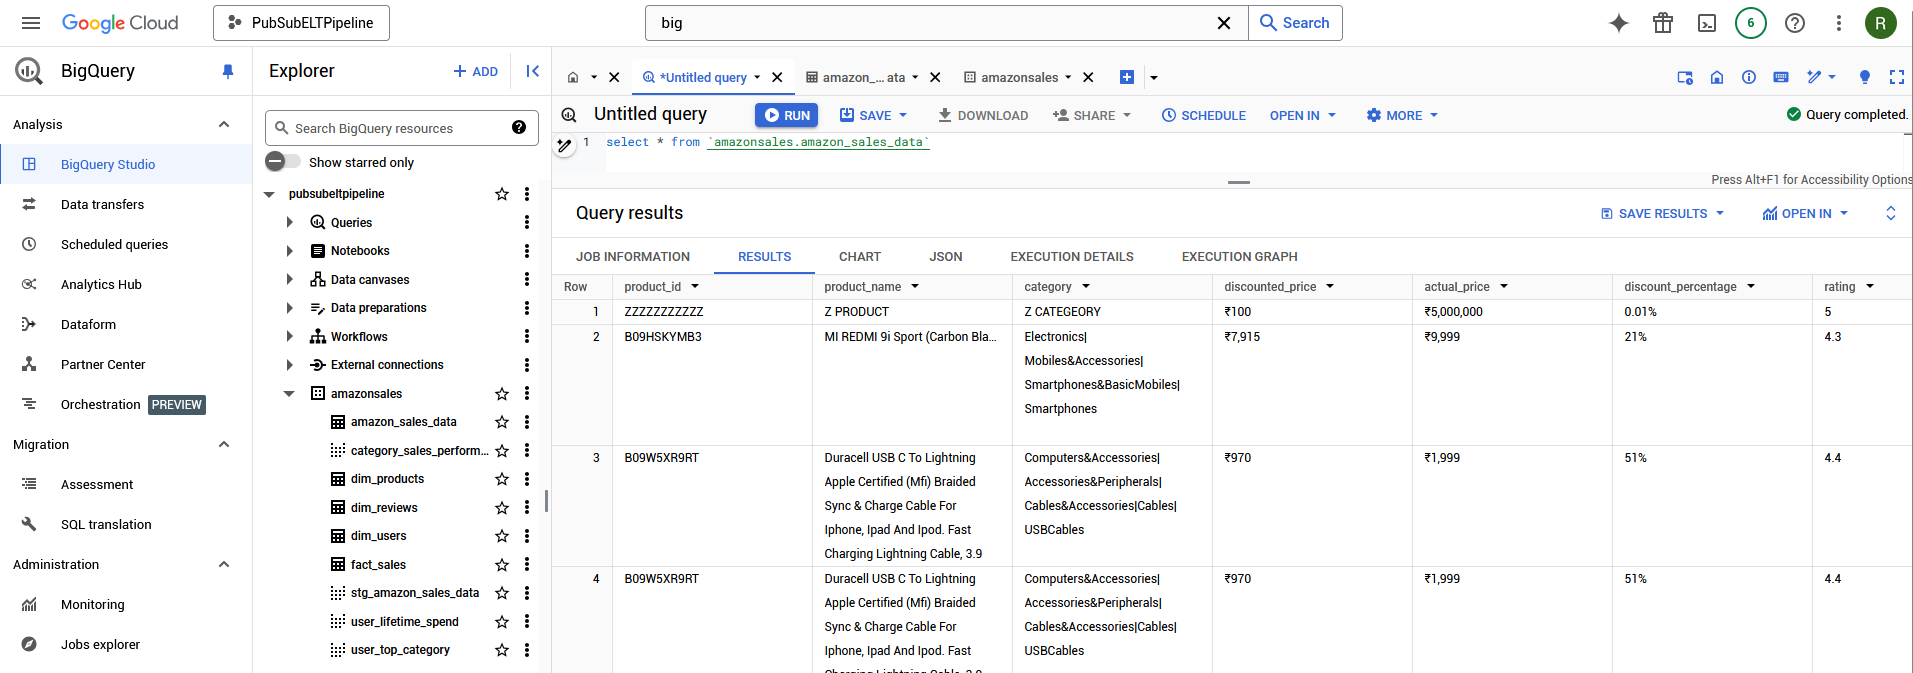 Google Cloud
PubSubELTPipeline
big
Search
6
R
BigQuery
Analysis
BigQuery Studio
Data transfers
Scheduled queries
Analytics Hub
Dataform
Partner Center
Orchestration PREVIEW
Migration
Assessment
SQL translation
Administration
Monitoring
Jobs explorer
Explorer
+ ADD
Search BigQuery resources
Show starred only
pubsubeltpipeline
Queries
Notebooks
Data canvases
Data preparations
Workflows
External connections
amazonsales
amazon_sales_data
category_sales_perform...
dim_products
dim_reviews
dim_users
fact_sales
stg_amazon_sales_data
user_lifetime_spend
user_top_category
*Untitled query
amazon_... ata
amazonsales
Untitled query
RUN
SAVE
DOWNLOAD
SHARE
SCHEDULE
OPEN IN
MORE
Query completed.
1 select * from `amazonsales.amazon_sales_data`
Press Alt+F1 for Accessibility Options
Query results
SAVE RESULTS
OPEN IN
JOB INFORMATION
RESULTS
CHART
JSON
EXECUTION DETAILS
EXECUTION GRAPH
Row product_id product_name category discounted_price actual_price discount_percentage rating
1 ZZZZZZZZZZZ Z PRODUCT Z CATEGEORY ₹100 ₹5,000,000 0.01% 5
2 B09HSKYMB3 MI REDMI 9i Sport (Carbon Bla... Electronics| ₹7,915 ₹9,999 21% 4.3
Mobiles&Accessories|
Smartphones&BasicMobiles|
Smartphones
3 B09W5XR9RT Duracell USB C To Lightning Computers&Accessories| ₹970 ₹1,999 51% 4.4
Apple Certified (Mfi) Braided Accessories&Peripherals|
Sync & Charge Cable For Cables&Accessories|Cables|
Iphone, Ipad And Ipod. Fast USBCables
Charging Lightning Cable, 3.9
4 B09W5XR9RT Duracell USB C To Lightning Computers&Accessories| ₹970 ₹1,999 51% 4.4
Apple Certified (Mfi) Braided Accessories&Peripherals|
Sync & Charge Cable For Cables&Accessories|Cables|
Iphone, Ipad And Ipod. Fast USBCables